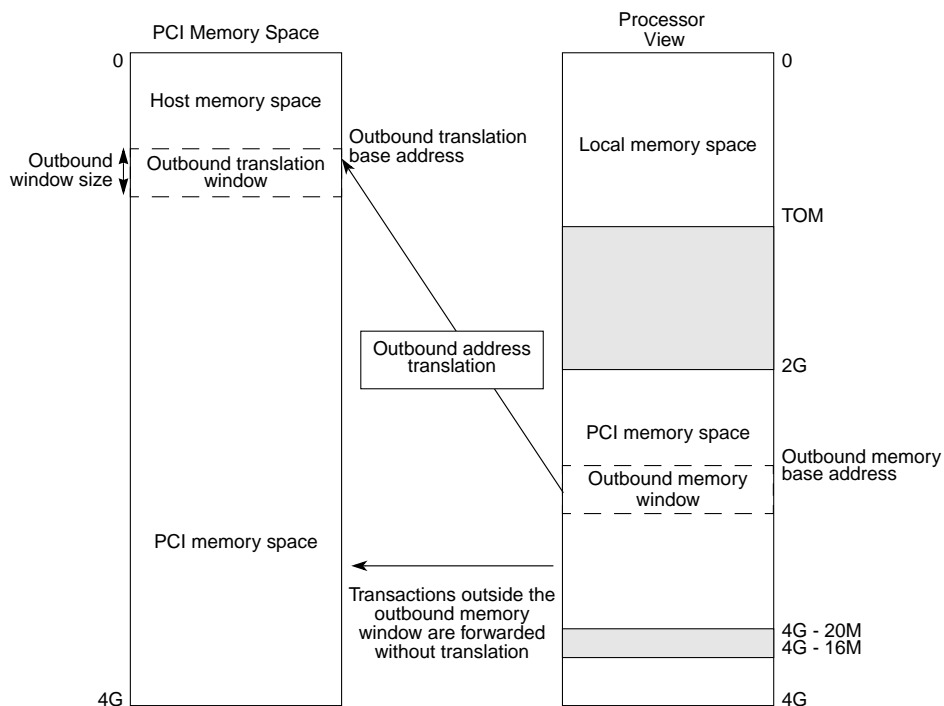 PCI Memory Space
0
Host memory space
Outbound
window size
Outbound translation
window
PCI memory space
4G
Outbound translation
base address
Outbound address
translation
Transactions outside the
outbound memory
window are forwarded
without translation
Processor
View
0
Local memory space
TOM
2G
PCI memory space
Outbound memory
base address
Outbound memory
window
4G - 20M
4G - 16M
4G